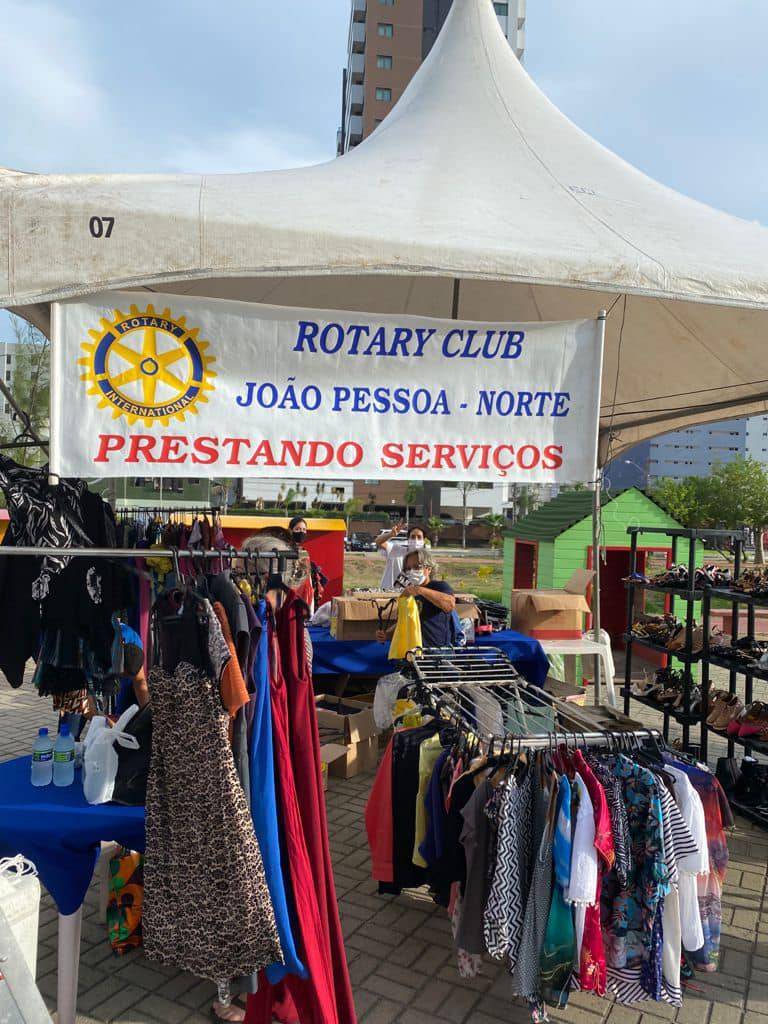 07
ROTARY
INTERNATIONAL
ROTARY CLUB
JOÃO PESSOA - NORTE
PRESTANDO SERVIÇOS